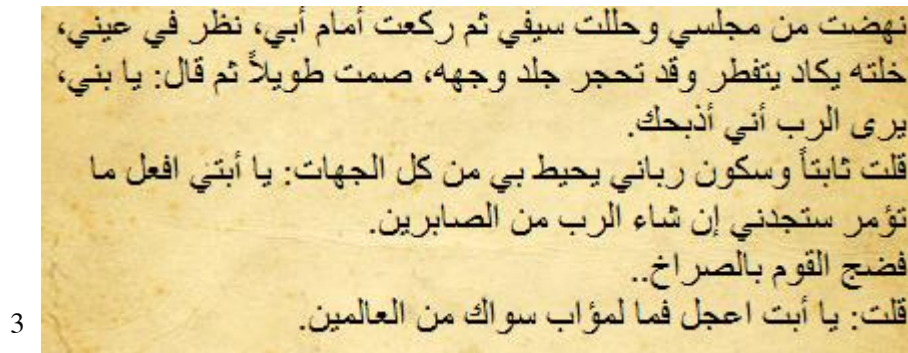 نهضت من مجلسي وحللت سيفي ثم ركعت أمام أبي، نظر في عيني،
خلته يكاد يتفطر وقد تحجر جلد وجهه، صمت طويلاً ثم قال: يا بني،
يرى الرب أني أذبحك.
قلت ثابتاً وسكون رباني يحيط بي من كل الجهات: يا أبتي افعل ما
تؤمر ستجدني إن شاء الرب من الصابرين.
فضج القوم بالصراخ..
قلت: يا أبت اعجل فما لمؤاب سواك من العالمين.
3